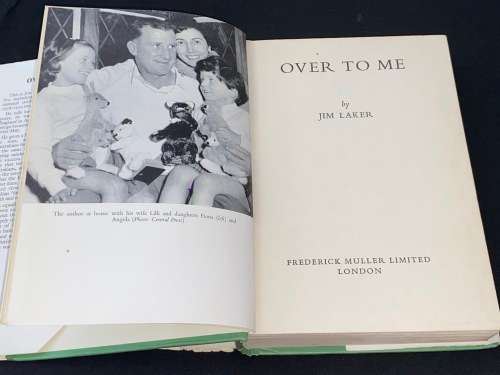 The author at home with his wife Lilli and daughters Fiona (left) and
Angela (Photo: Central Press)
OVER TO ME
by
JIM LAKER
FREDERICK MULLER LIMITED
LONDON